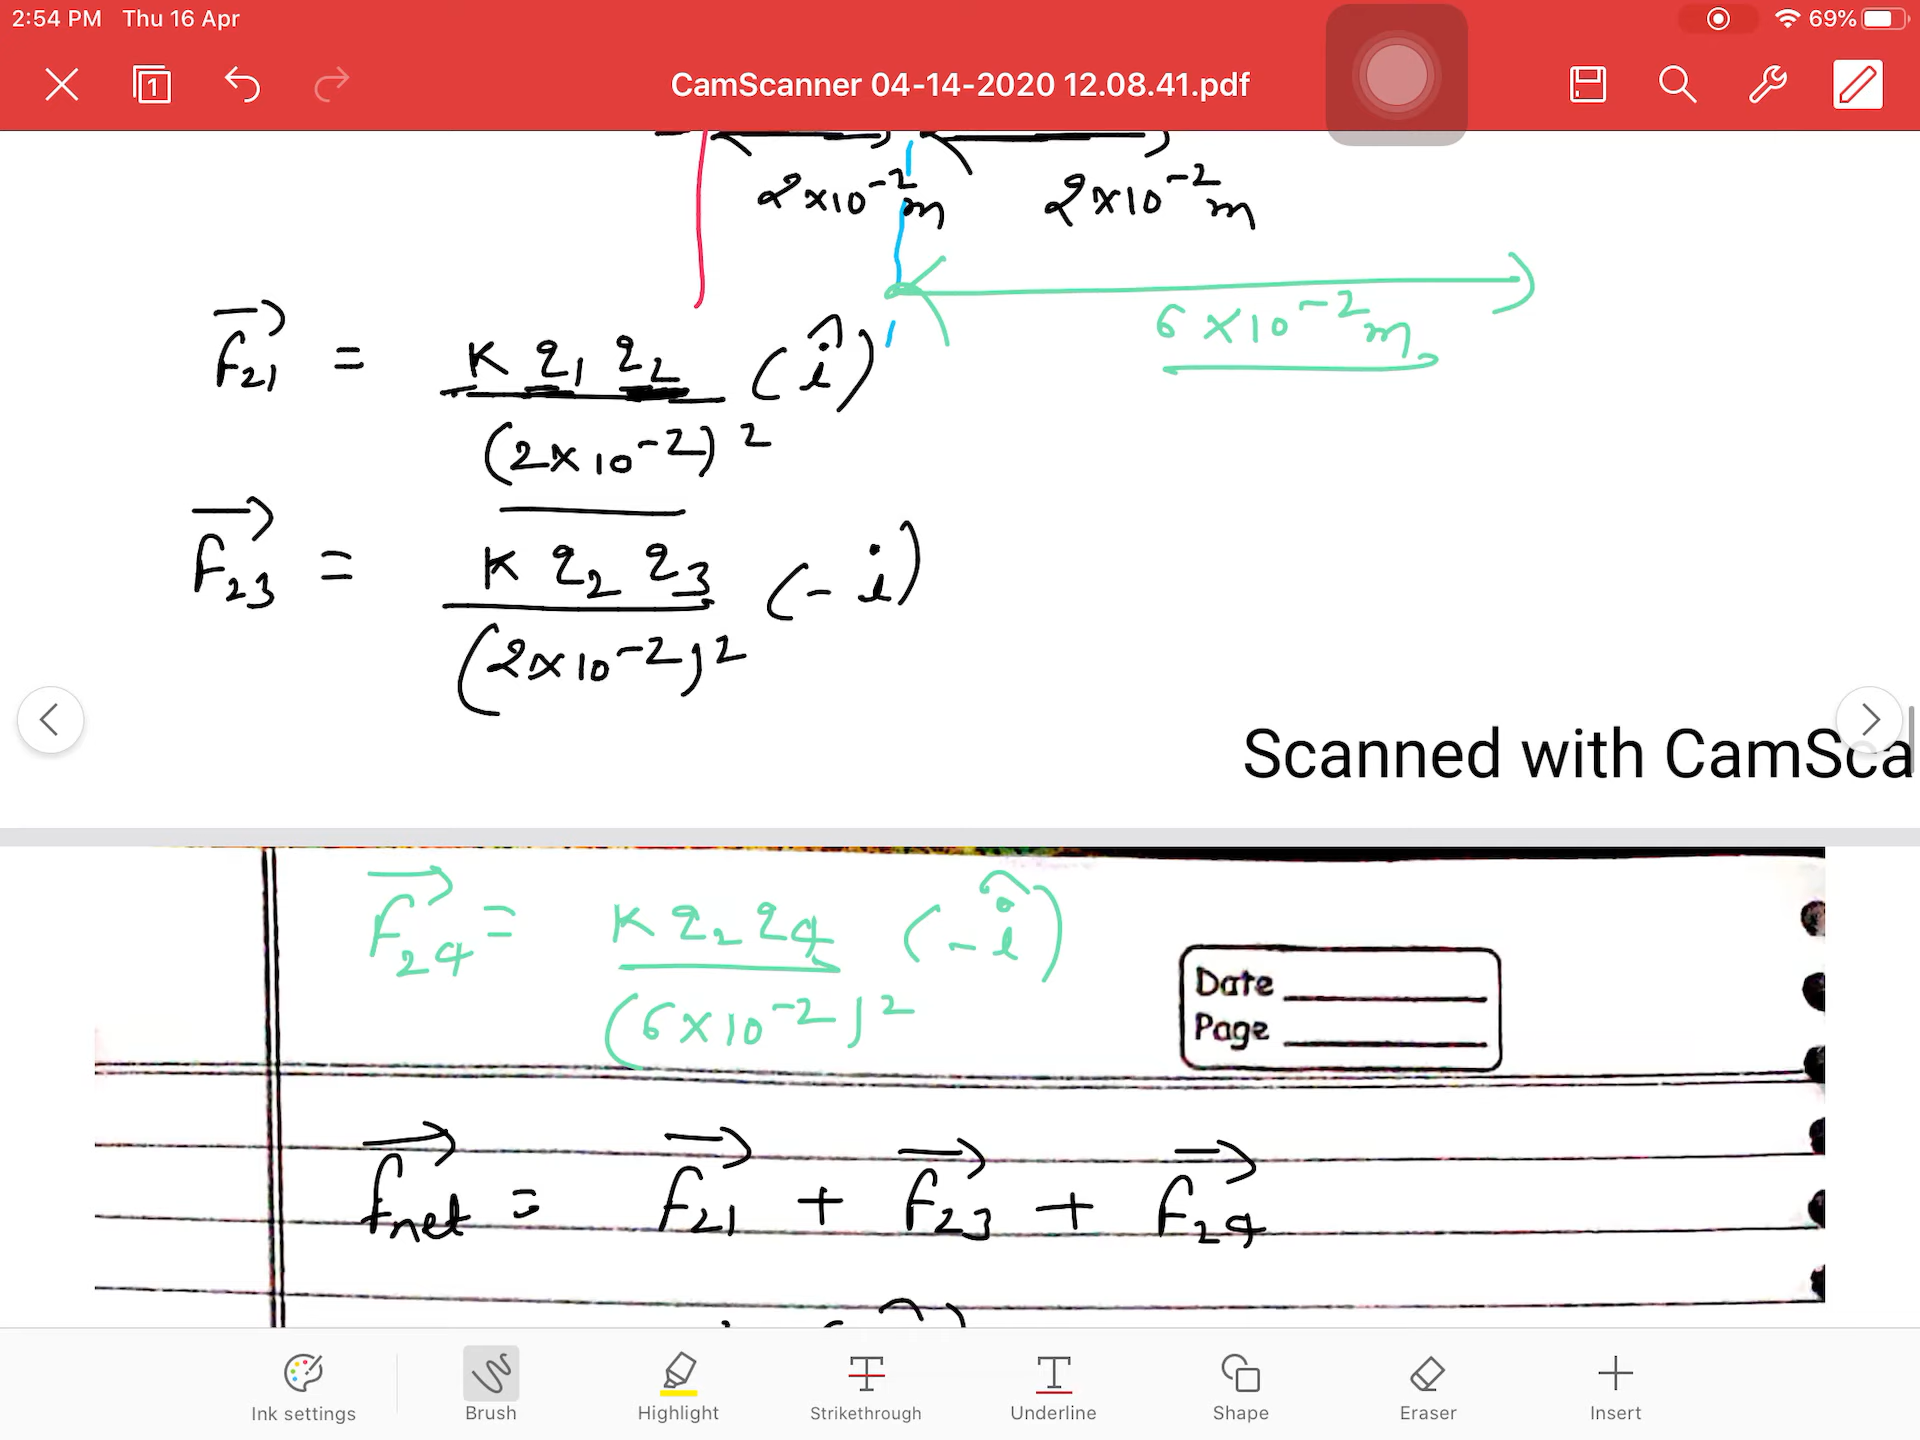 2:54 PM Thu 16 Apr 69%
1 CamScanner 04-14-2020 12.08.41.pdf
2×10⁻² m 2×10⁻² m
6×10⁻² m
F₂₁ = K q₁ q₂ (î)
(2×10⁻²)²
F₂₃ = K q₂ q₃ (-i)
(2×10⁻²)²
Scanned with CamSca
F₂₄ = K q₂ q₄ (-î)
(6×10⁻²)²
Date
Page
Fnet = F₂₁ + F₂₃ + F₂₄
Ink settings Brush Highlight Strikethrough Underline Shape Eraser Insert